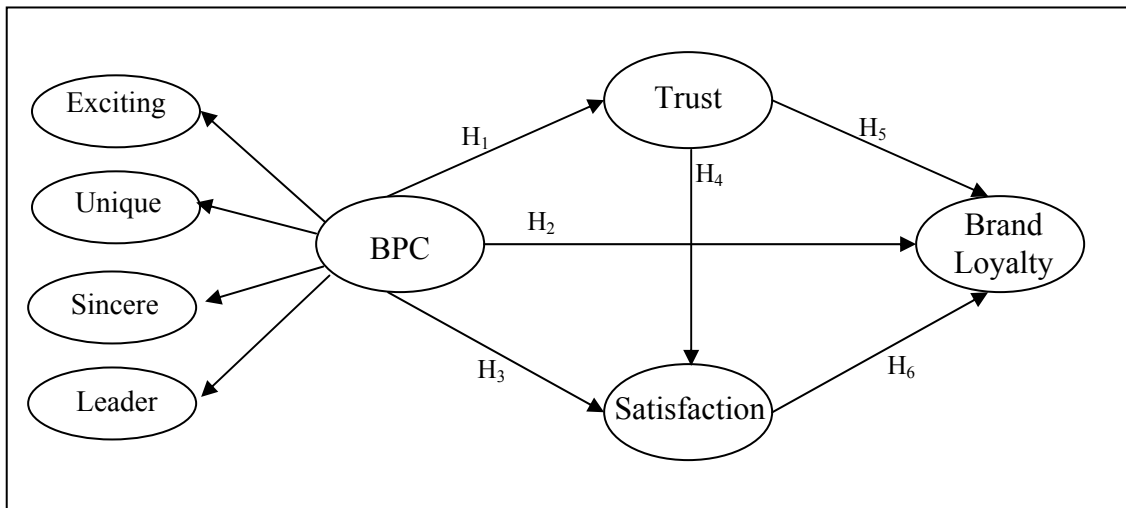 Exciting
Unique
Sincere
Leader
BPC
H₁
H₂
H₃
Trust
H₄
Satisfaction
H₅
H₆
Brand
Loyalty